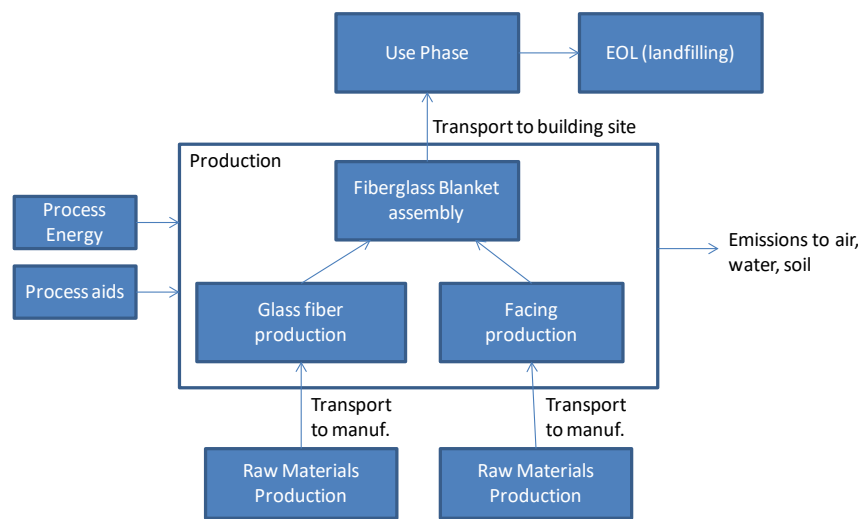 Use Phase
EOL (landfilling)
Transport to building site
Production
Fiberglass Blanket
assembly
Process
Energy
Emissions to air,
water, soil
Process aids
Glass fiber
production
Facing
production
Transport
to manuf.
Transport
to manuf.
Raw Materials
Production
Raw Materials
Production